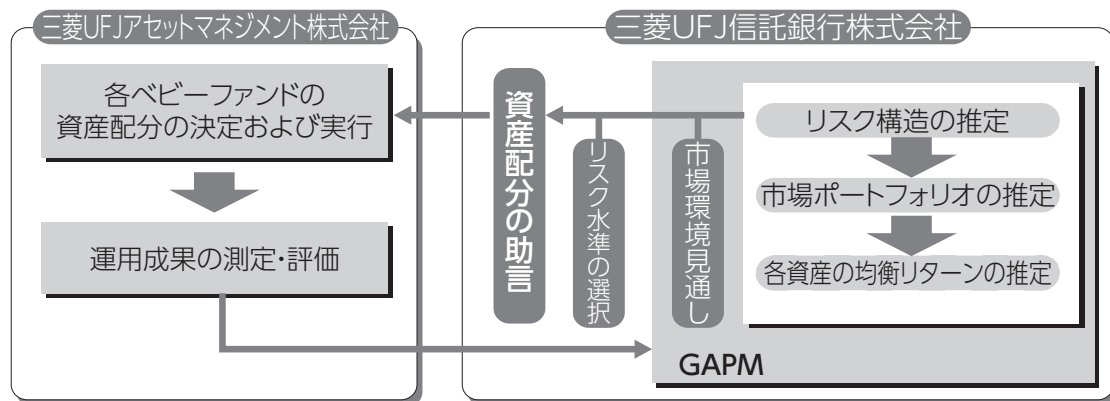 三菱UFJアセットマネジメント株式会社
各ベビーファンドの
資産配分の決定および実行
運用成果の測定・評価
三菱UFJ信託銀行株式会社
資産配分の助言
リスク水準の選択
市場環境見通し
リスク構造の推定
市場ポートフォリオの推定
各資産の均衡リターンの推定
GAPM